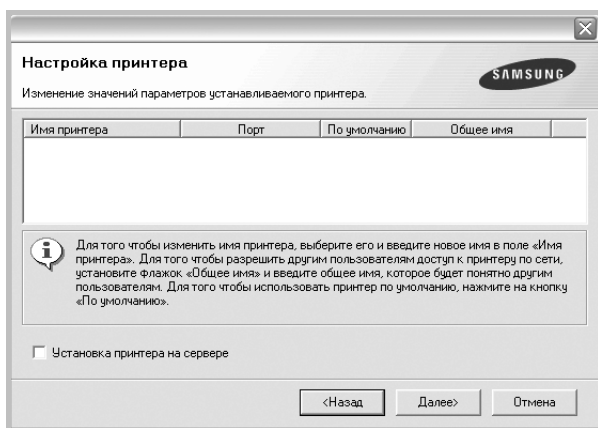 Настройка принтера
SAMSUNG
Изменение значений параметров устанавливаемого принтера.
Имя принтера Порт По умолчанию Общее имя
Для того чтобы изменить имя принтера, выберите его и введите новое имя в поле «Имя
принтера». Для того чтобы разрешить другим пользователям доступ к принтеру по сети,
установите флажок «Общее имя» и введите общее имя, которое будет понятно другим
пользователям. Для того чтобы использовать принтер по умолчанию, нажмите на кнопку
«По умолчанию».
Установка принтера на сервере
<Назад Далее> Отмена